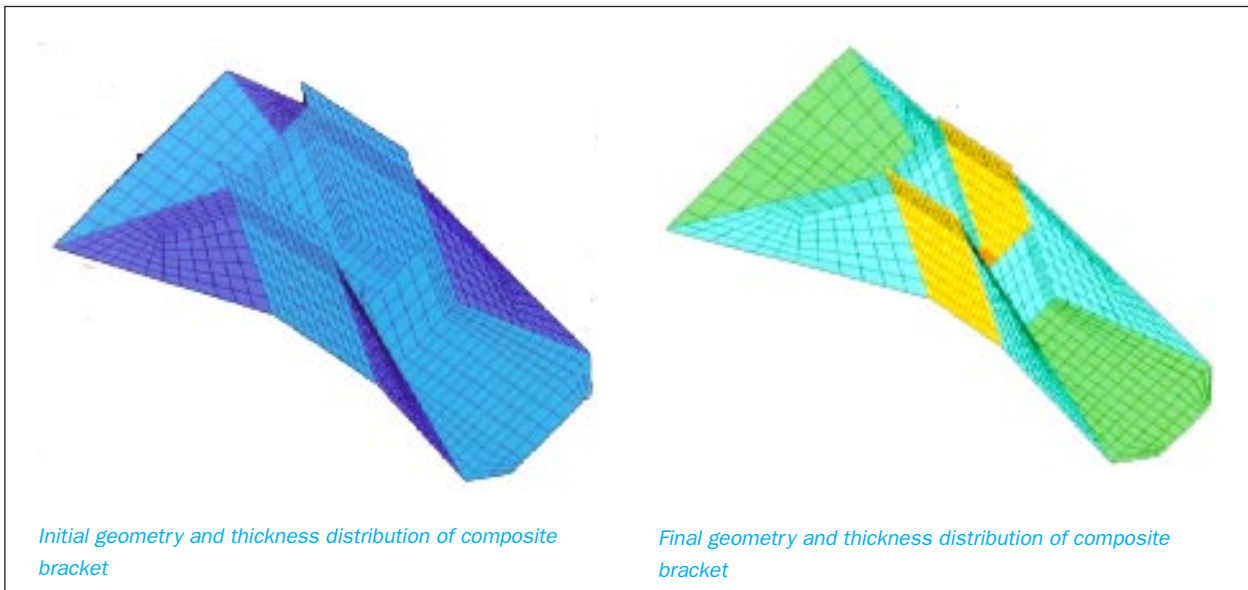 Initial geometry and thickness distribution of composite
bracket
Final geometry and thickness distribution of composite
bracket